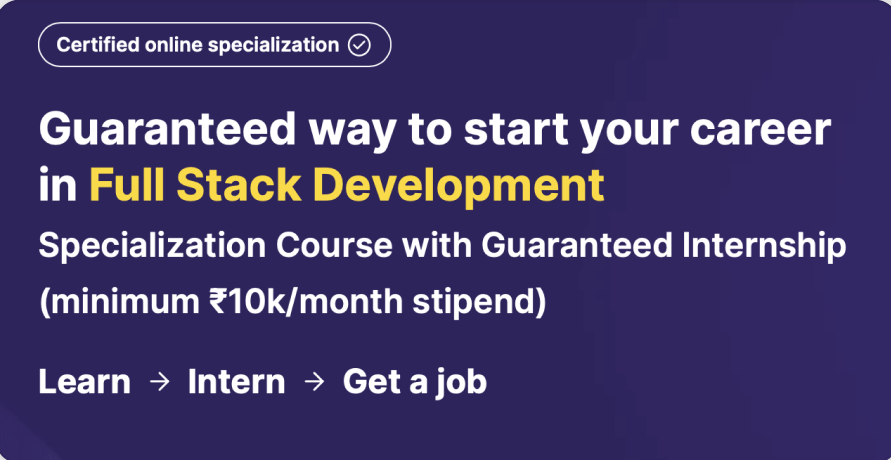 Certified online specialization
Guaranteed way to start your career
in Full Stack Development
Specialization Course with Guaranteed Internship
(minimum ₹10k/month stipend)
Learn → Intern → Get a job